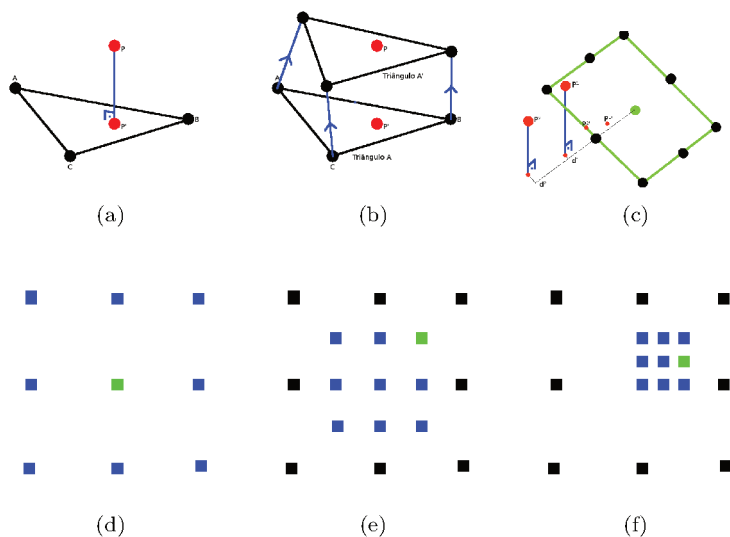 P
A
P'
B
C
(a)
P
Triângulo A'
A
P'
B
C
Triângulo A
(b)
d'
d'
(c)
(d)
(e)
(f)